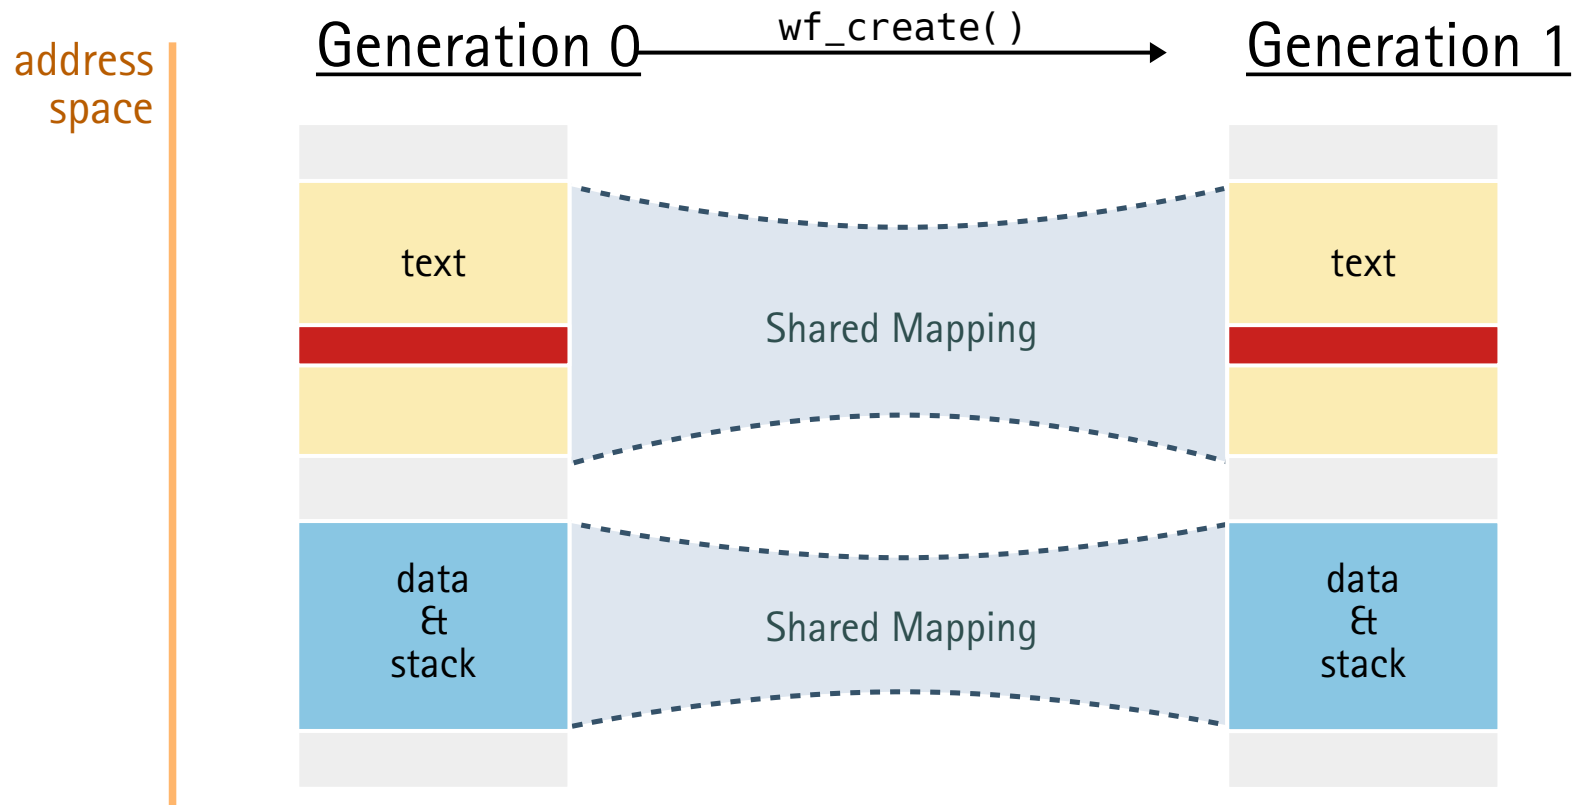 address
space
Generation 0
wf_create()
Generation 1
text
Shared Mapping
text
data
&
stack
Shared Mapping
data
&
stack